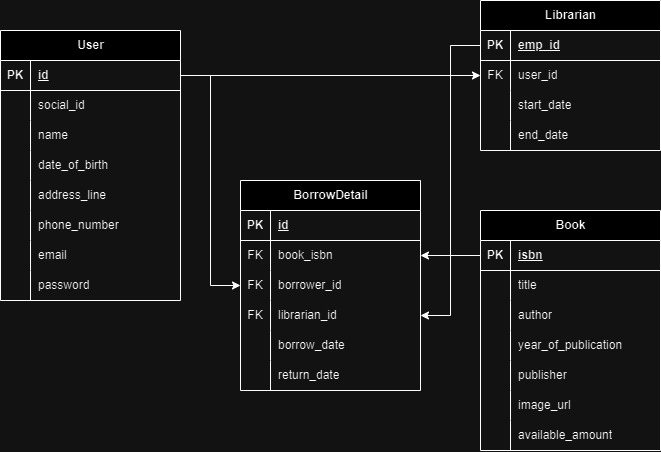 User
PK id
social_id
name
date_of_birth
address_line
phone_number
email
password
Librarian
PK emp_id
FK user_id
start_date
end_date
BorrowDetail
PK id
FK book_isbn
FK borrower_id
FK librarian_id
borrow_date
return_date
Book
PK isbn
title
author
year_of_publication
publisher
image_url
available_amount